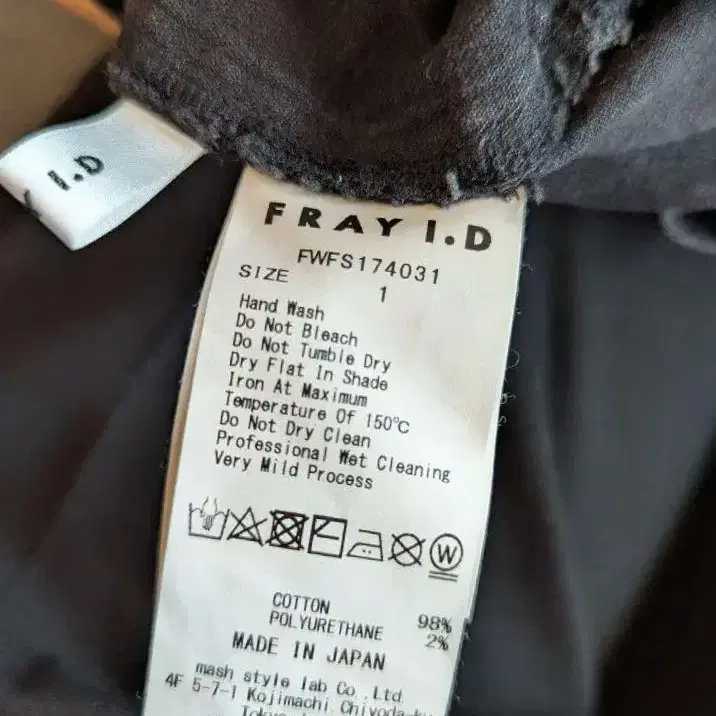 I.D
FRAY I.D
FWFS174031
SIZE 1
Hand Wash
Do Not Bleach
Do Not Tumble Dry
Dry Flat In Shade
Iron At Maximum
Temperature Of 150℃
Do Not Dry Clean
Professional Wet Cleaning
Very Mild Process
W
COTTON 98%
POLYURETHANE 2%
MADE IN JAPAN
mash style lab Co.,Ltd
4F 5-7-1 Kojimachi,Chiyoda-ku